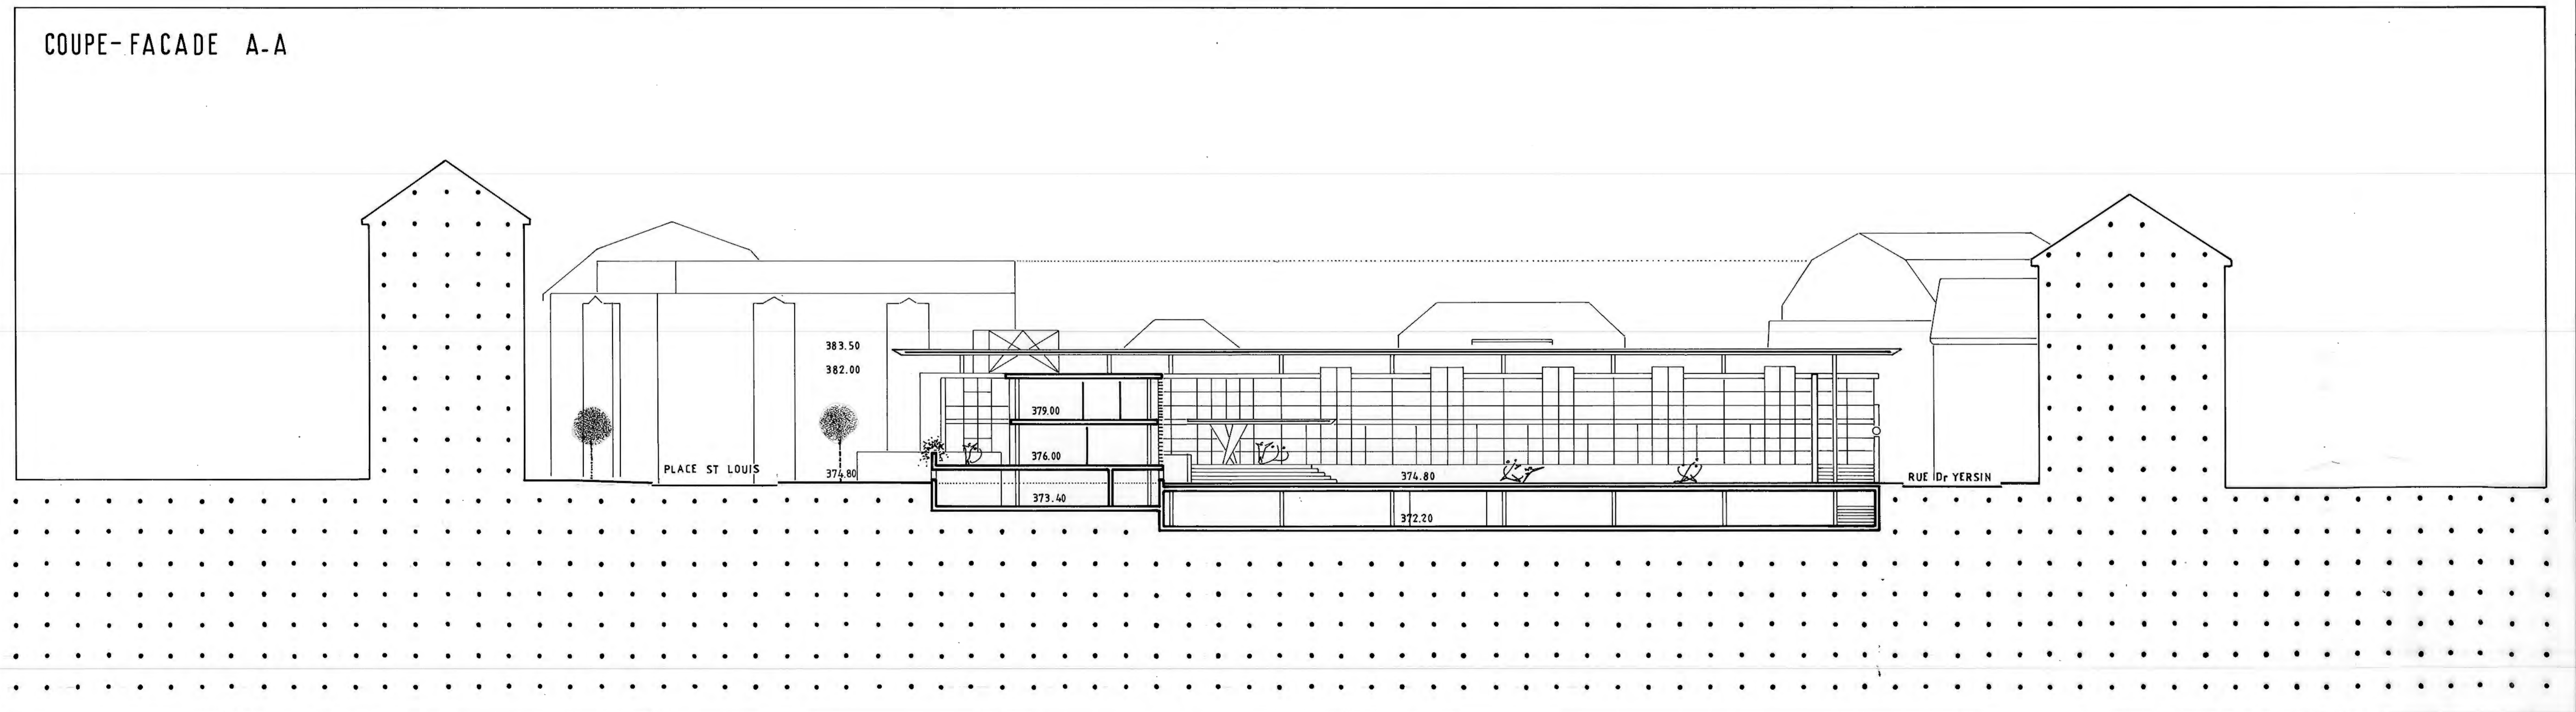 COUPE-FACADE A-A
383.50
382.00
379.00
376.00
374.80
PLACE ST LOUIS
374.80
RUE Dr YERSIN
373.40
372.20